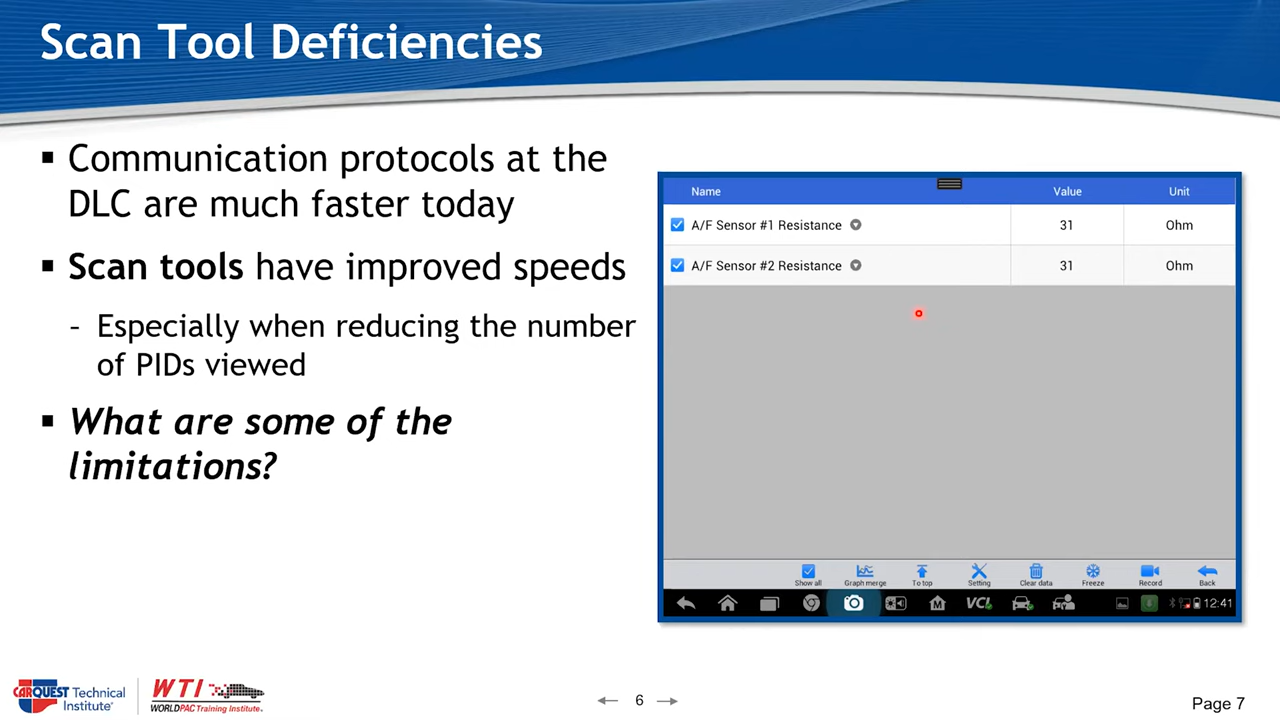 Scan Tool Deficiencies
▪ Communication protocols at the
DLC are much faster today
▪ Scan tools have improved speeds
- Especially when reducing the number
of PIDs viewed
▪ What are some of the
limitations?
Name Value Unit
A/F Sensor #1 Resistance 31 Ohm
A/F Sensor #2 Resistance 31 Ohm
Show all Graph merge To top Setting Clear data Freeze Record Back
M VCI 12:41
CARQUEST Technical
Institute
WTI
WORLDPAC Training Institute
6
Page 7